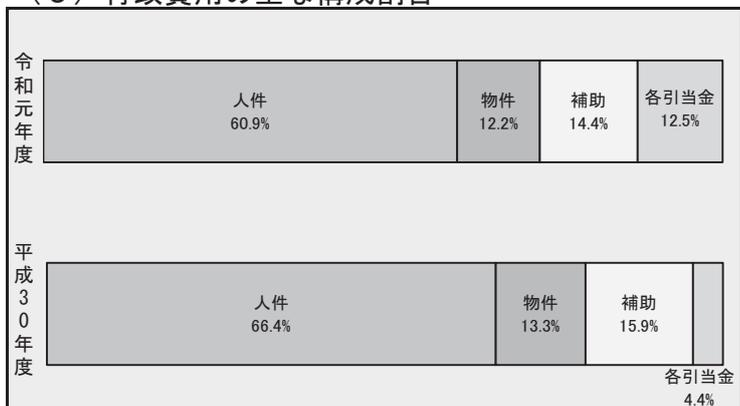 令和元年度
人件
60.9%
物件
12.2%
補助
14.4%
各引当金
12.5%
平成30年度
人件
66.4%
物件
13.3%
補助
15.9%
各引当金
4.4%